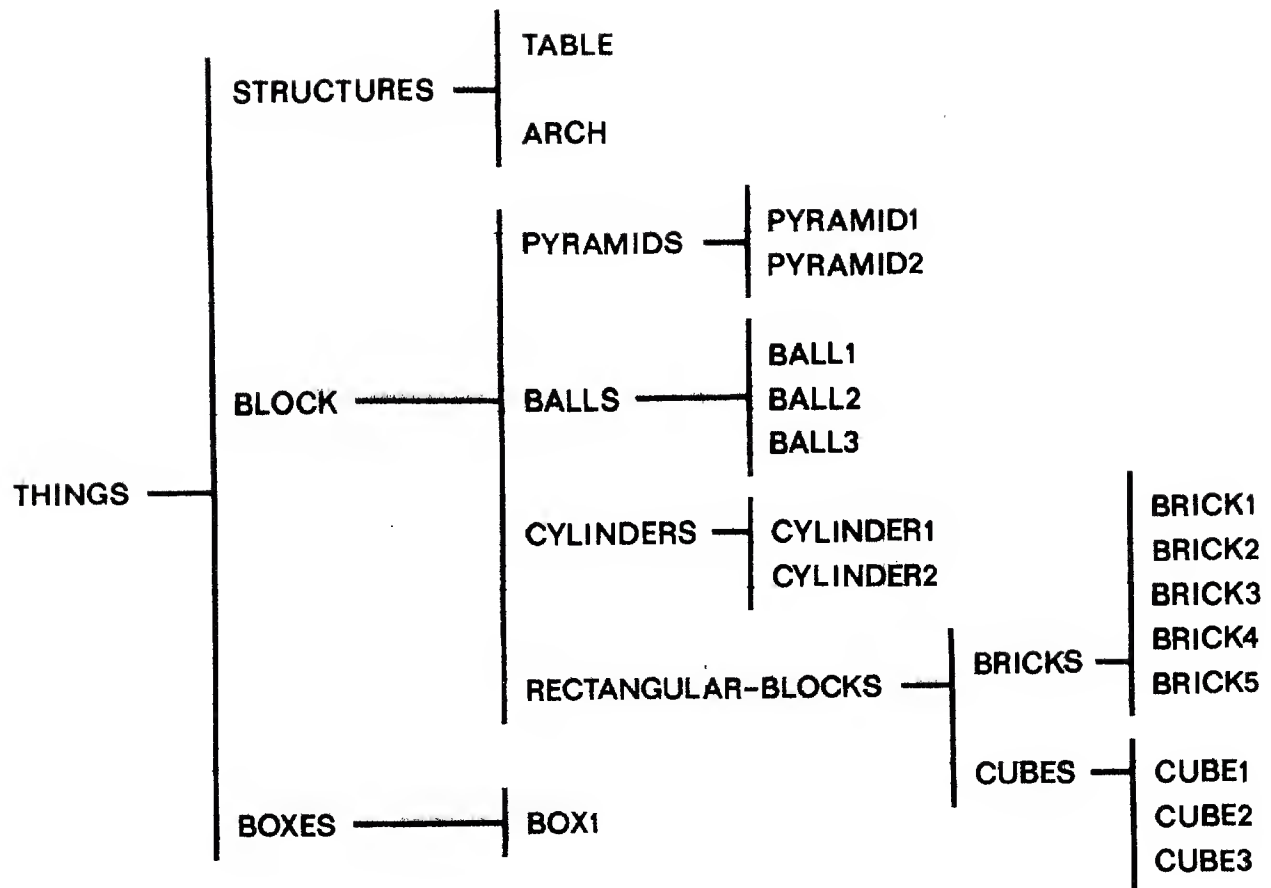 THINGS
STRUCTURES
TABLE
ARCH
BLOCK
PYRAMIDS
PYRAMID1
PYRAMID2
BALLS
BALL1
BALL2
BALL3
CYLINDERS
CYLINDER1
CYLINDER2
RECTANGULAR-BLOCKS
BRICKS
BRICK1
BRICK2
BRICK3
BRICK4
BRICK5
CUBES
CUBE1
CUBE2
CUBE3
BOXES
BOX1